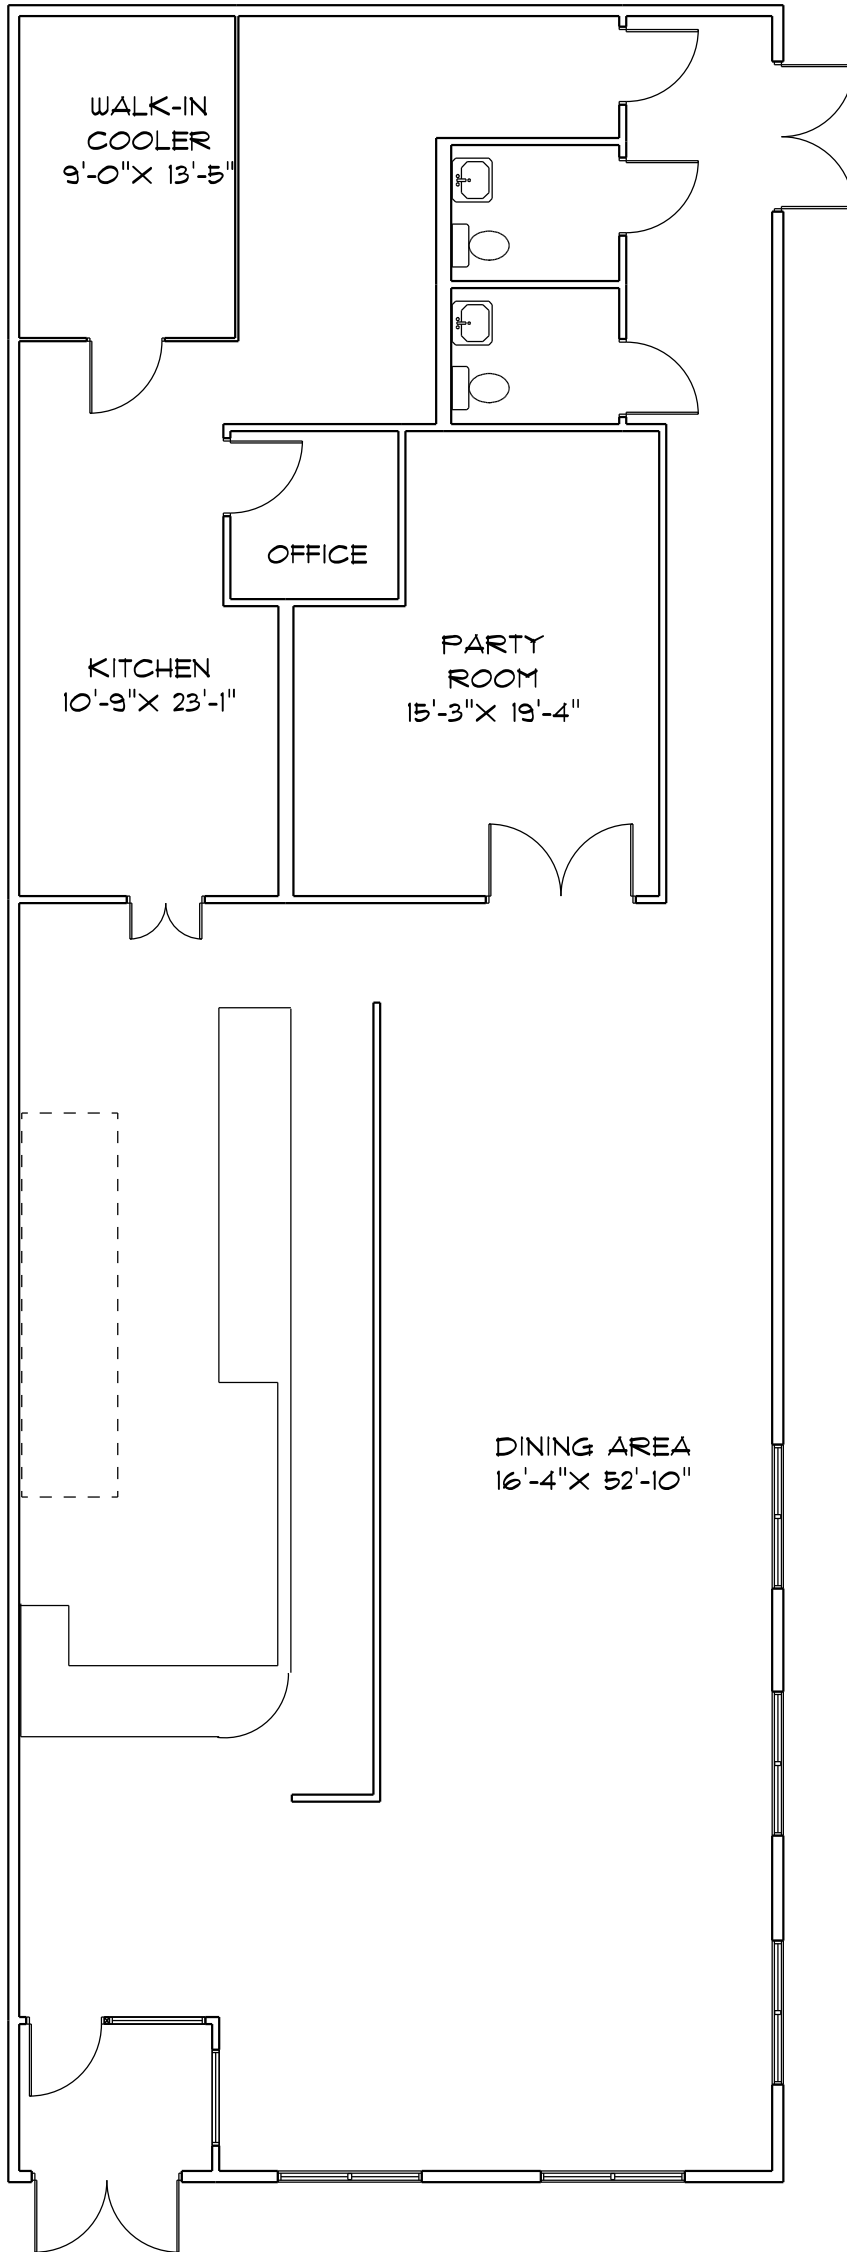 WALK-IN
COOLER
9'-0"X 13'-5"
OFFICE
KITCHEN
10'-9"X 23'-1"
PARTY
ROOM
15'-3"X 19'-4"
DINING AREA
16'-4"X 52'-10"